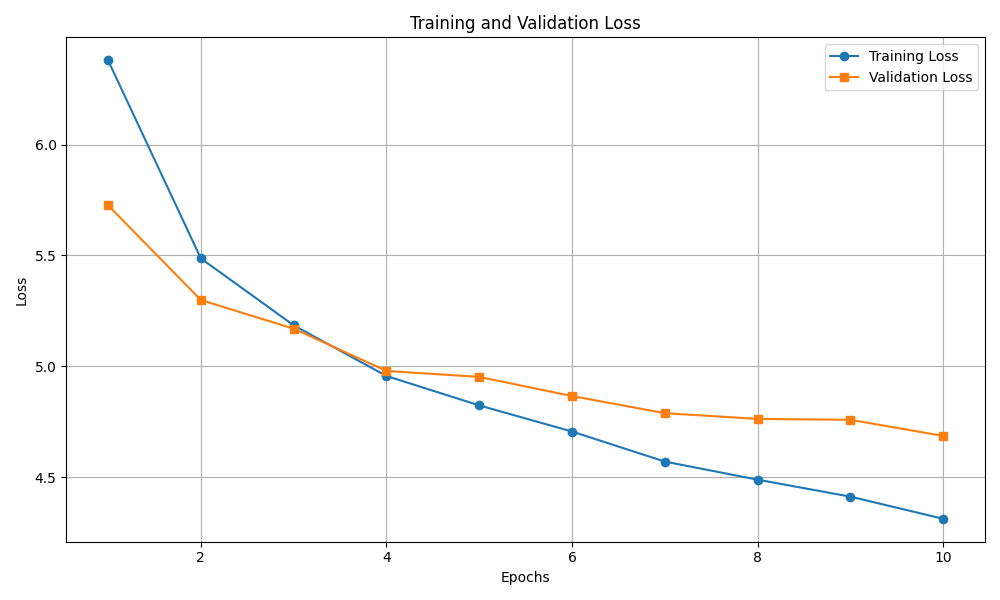 Training and Validation Loss
Training Loss
Validation Loss
6.0
5.5
5.0
4.5
Loss
2 4 6 8 10
Epochs